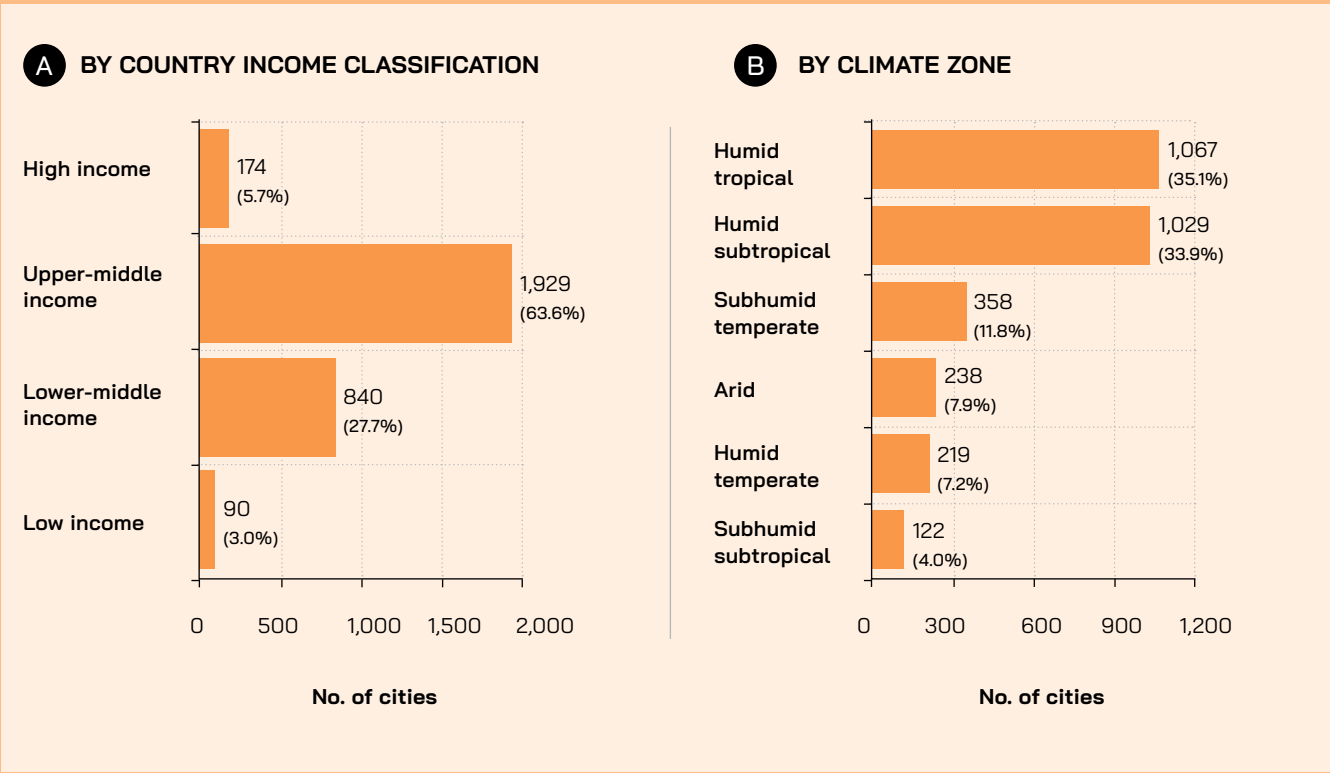 A BY COUNTRY INCOME CLASSIFICATION
High income
174
(5.7%)
Upper-middle
income
1,929
(63.6%)
Lower-middle
income
840
(27.7%)
Low income
90
(3.0%)
0 500 1,000 1,500 2,000
No. of cities
B BY CLIMATE ZONE
Humid
tropical
1,067
(35.1%)
Humid
subtropical
1,029
(33.9%)
Subhumid
temperate
358
(11.8%)
Arid
238
(7.9%)
Humid
temperate
219
(7.2%)
Subhumid
subtropical
122
(4.0%)
0 300 600 900 1,200
No. of cities